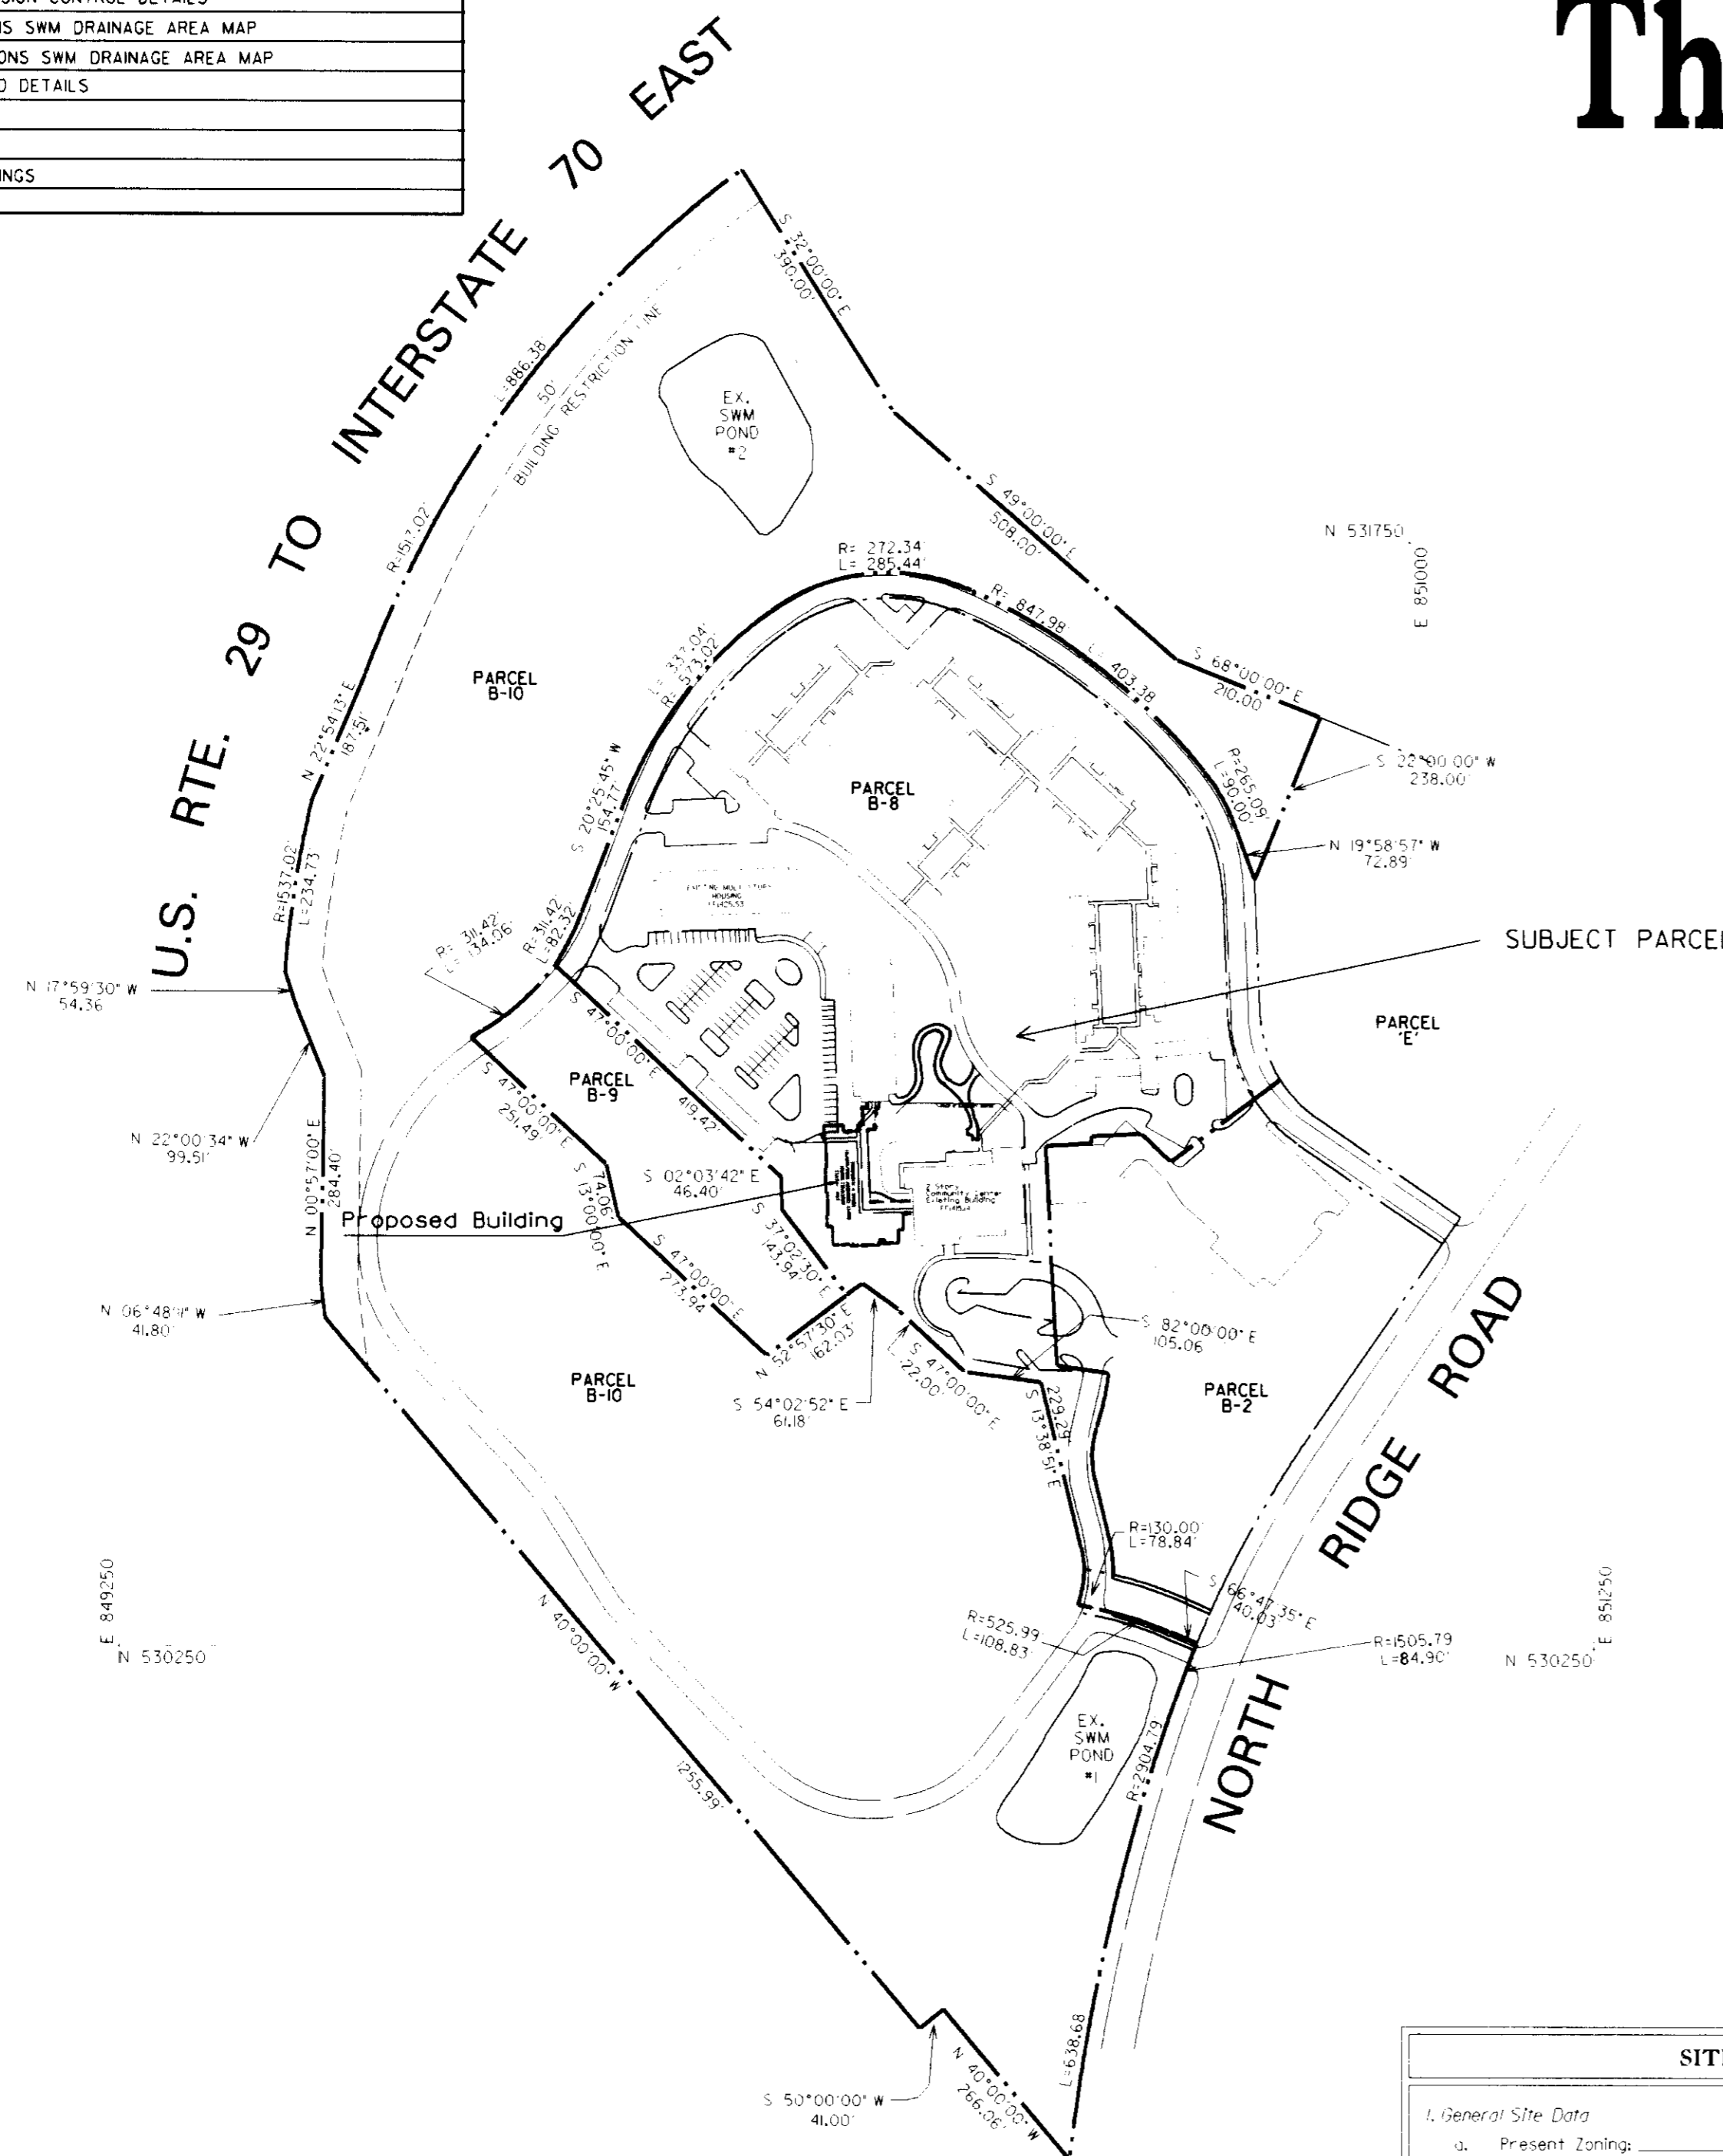 NS SWM DRAINAGE AREA MAP
ONS SWM DRAINAGE AREA MAP
D DETAILS
INGS
Th
U.S. RTE. 29 TO INTERSTATE 70 EAST
S 32°00'00" E
390.00'
L=886.38'
50'
BUILDING RESTRICTION LINE
EX.
SWM
POND
#2
R=1517.02'
S 49°00'00" E
508.00'
N 531750
E 851000
R= 272.34'
L= 285.44'
R= 847.98'
L= 403.38
S 68°00'00" E
210.00'
L= 337.04'
R= 573.02'
PARCEL
B-10
N 22°54'13" E
187.51'
S 22°00'00" W
238.00'
R=265.09'
L=90.00'
PARCEL
B-8
S 20°25'45" W
154.77'
N 19°58'57" W
72.89'
R=1537.02'
L=234.73'
HOUSING
R= 311.42'
L= 134.06'
R=311.42'
L=82.32'
SUBJECT PARCEL
N 17°59'30" W
54.36
PARCEL
'E'
S 47°00'00" E
419.42'
PARCEL
B-9
S 47°00'00" E
251.49'
N 22°00'34" W
99.51'
N 00°57'00" E
284.40'
74.06'
S 13°00'00" E
S 02°03'42" E
46.40'
2 Story
Community Center
Existing Building
Proposed Building
S 37°02'30" E
143.94'
S 47°00'00" E
273.94
N 06°48'11" W
41.80'
S 82°00'00" E
105.06
N 52°57'30" E
162.03'
S 47°00'00" E
L 22.00'
PARCEL
B-10
S 54°02'52" E
61.18'
229.29'
S 13°38'51" E
PARCEL
B-2
NORTH RIDGE ROAD
R=130.00'
L=78.84'
S 66°47'35" E
40.03'
E 849250
N 530250
N 40°00'00" W
1255.99'
R=525.99'
L=108.83'
R=1505.79
L=84.90'
E 851250
N 530250
EX.
SWM
POND
#1
R=2904.79'
L=638.68
S 50°00'00" W
41.00'
N 40°00'00" W
266.06'
SIT
1. General Site Data
a. Present Zoning: